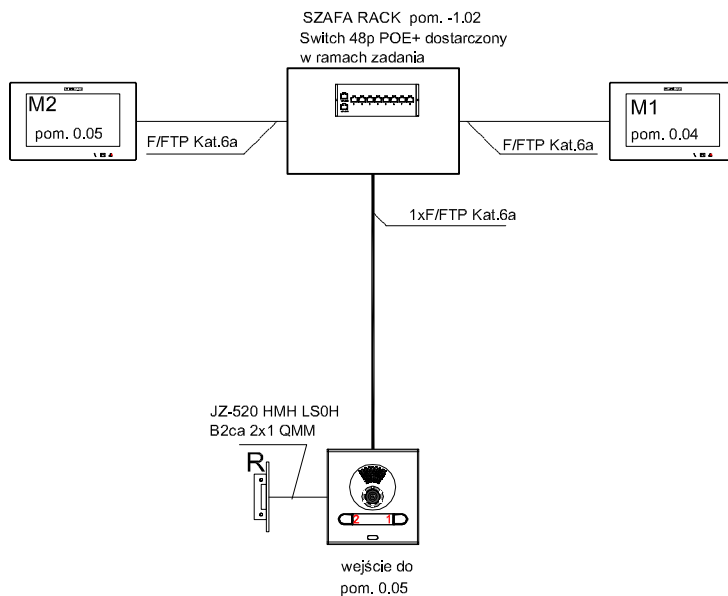 SZAFA RACK pom. -1.02
Switch 48p POE+ dostarczony
w ramach zadania
M2
pom. 0.05
F/FTP Kat.6a
M1
pom. 0.04
F/FTP Kat.6a
1xF/FTP Kat.6a
JZ-520 HMH LS0H
B2ca 2x1 QMM
R
2 1
wejście do
pom. 0.05